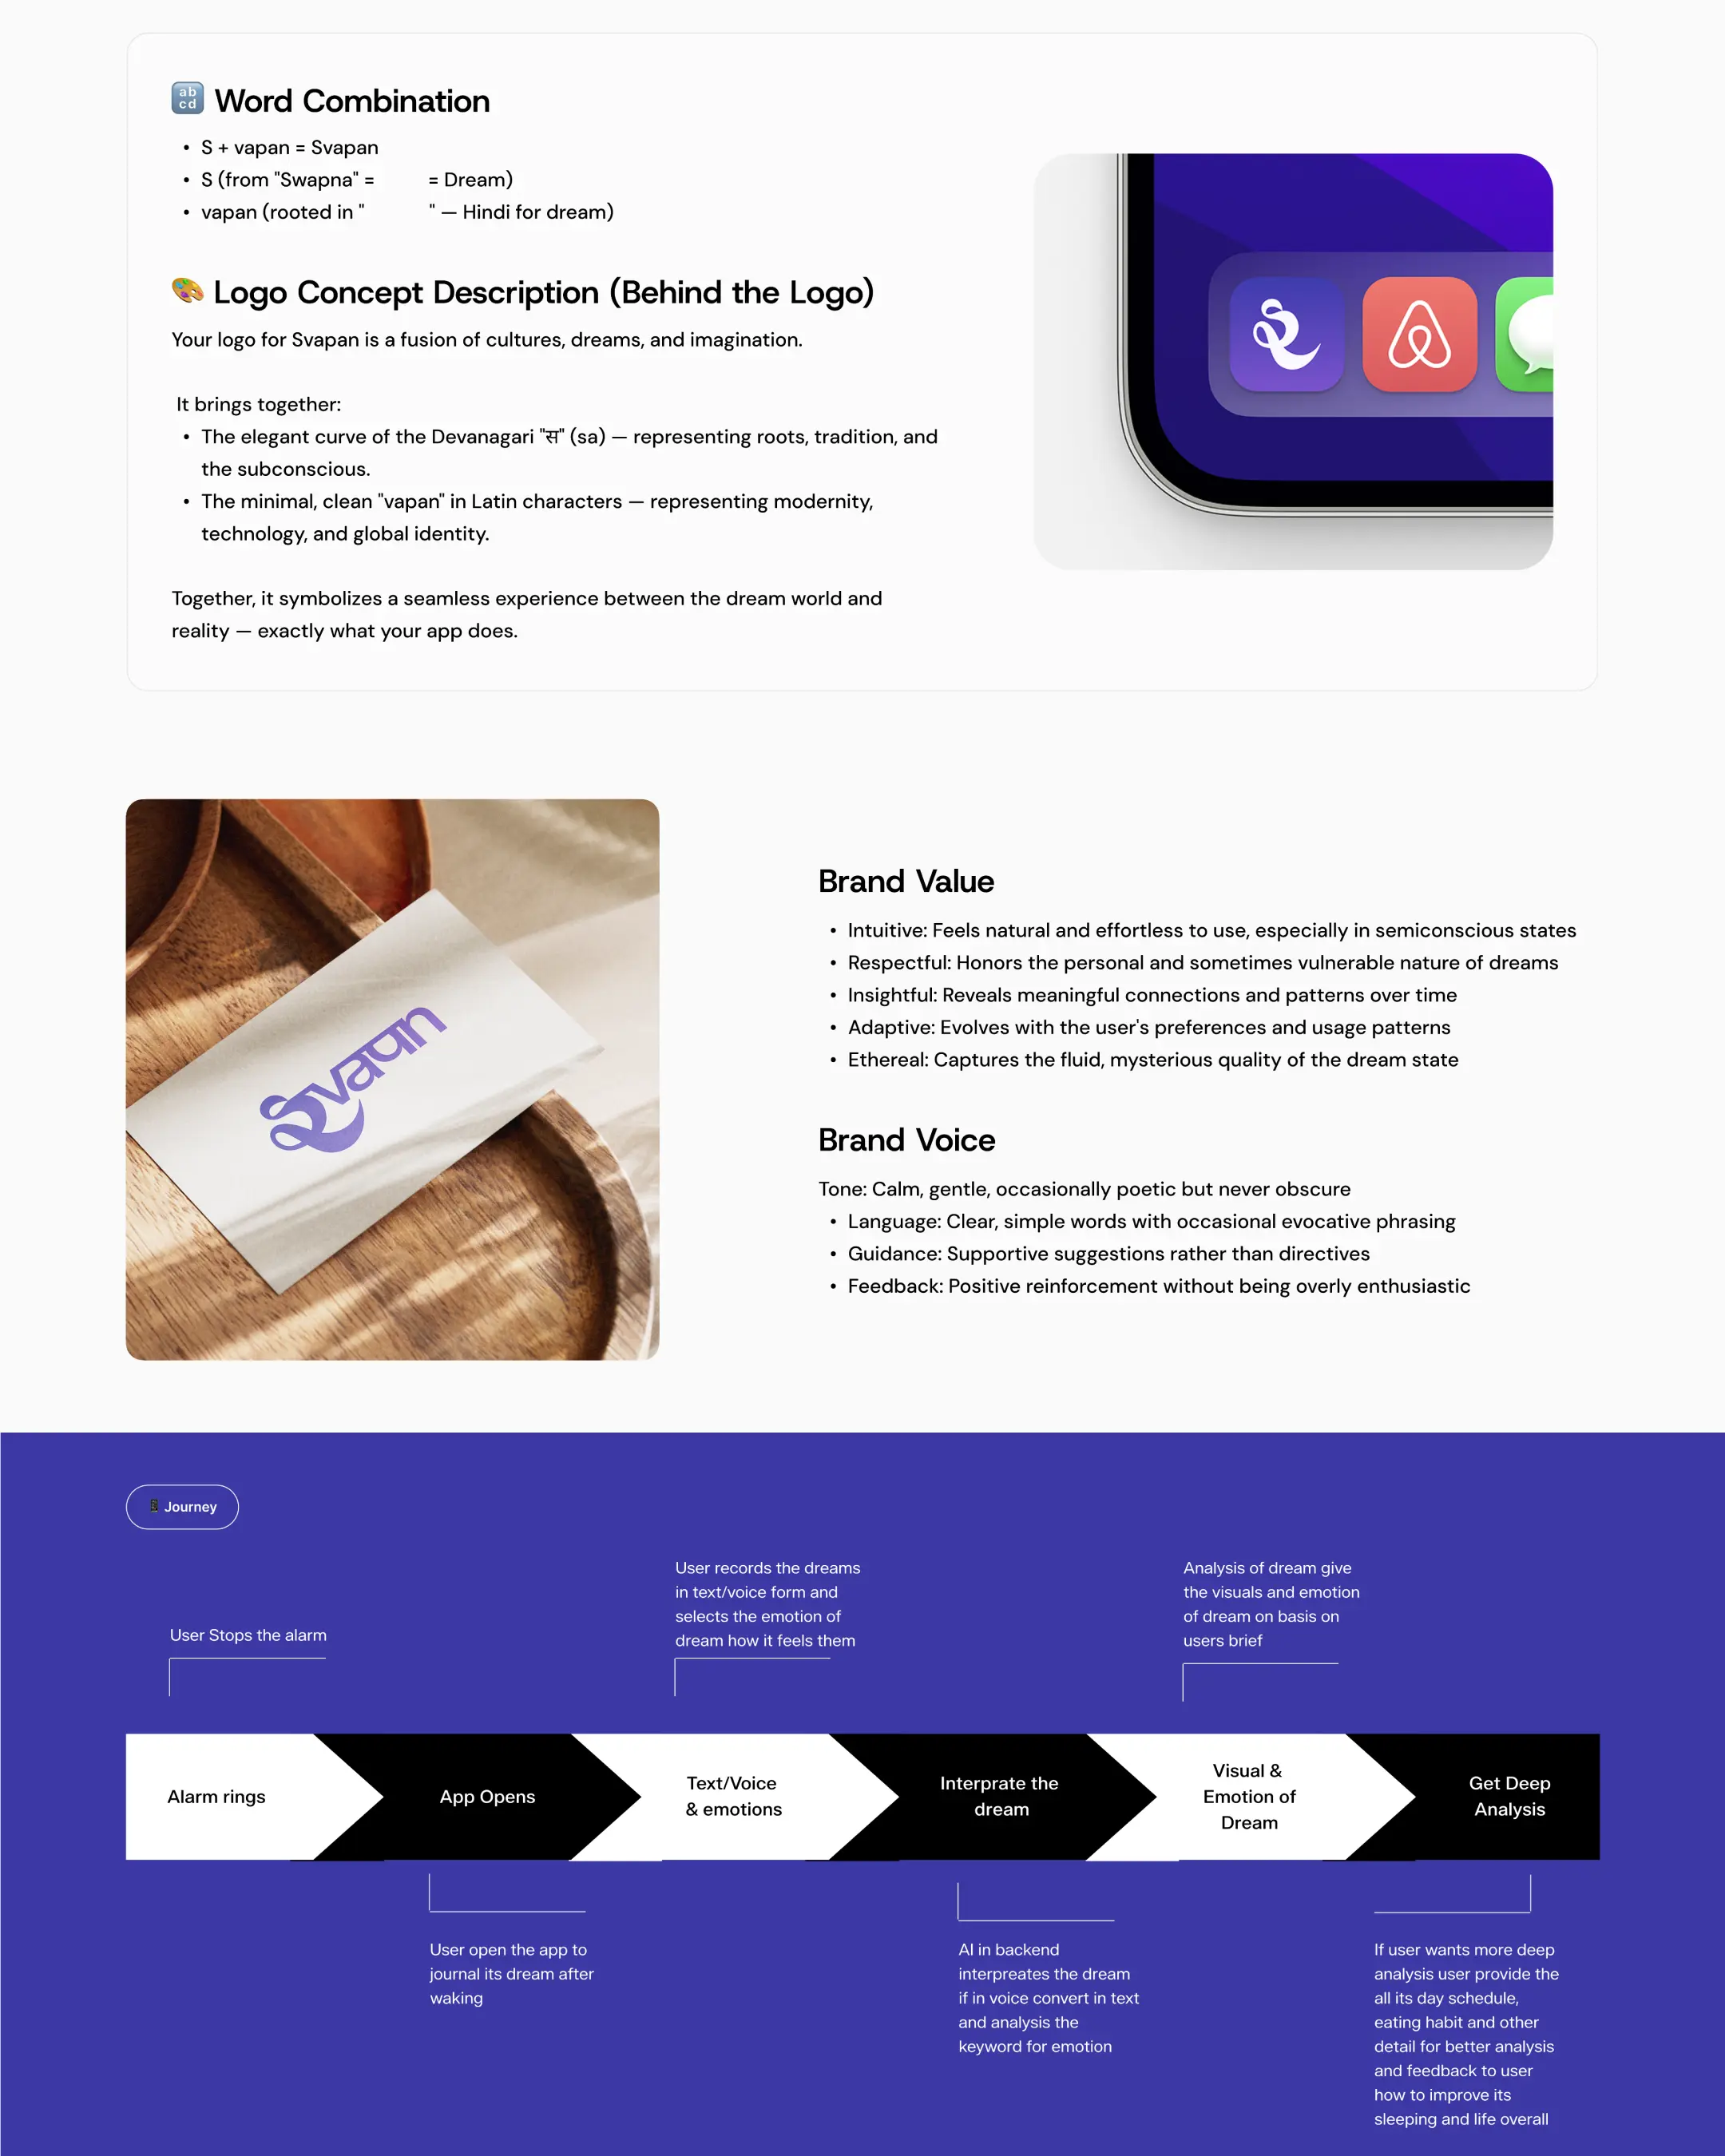 Word Combination
• S + vapan = Svapan
• S (from "Swapna" = = Dream)
• vapan (rooted in " " — Hindi for dream)
Logo Concept Description (Behind the Logo)
Your logo for Svapan is a fusion of cultures, dreams, and imagination.
It brings together:
• The elegant curve of the Devanagari "स" (sa) — representing roots, tradition, and
the subconscious.
• The minimal, clean "vapan" in Latin characters — representing modernity,
technology, and global identity.
Together, it symbolizes a seamless experience between the dream world and
reality — exactly what your app does.
Svapan
Brand Value
• Intuitive: Feels natural and effortless to use, especially in semiconscious states
• Respectful: Honors the personal and sometimes vulnerable nature of dreams
• Insightful: Reveals meaningful connections and patterns over time
• Adaptive: Evolves with the user's preferences and usage patterns
• Ethereal: Captures the fluid, mysterious quality of the dream state
Brand Voice
Tone: Calm, gentle, occasionally poetic but never obscure
• Language: Clear, simple words with occasional evocative phrasing
• Guidance: Supportive suggestions rather than directives
• Feedback: Positive reinforcement without being overly enthusiastic
Journey
User Stops the alarm
User records the dreams
in text/voice form and
selects the emotion of
dream how it feels them
Analysis of dream give
the visuals and emotion
of dream on basis on
users brief
Alarm rings
App Opens
Text/Voice
& emotions
Interprate the
dream
Visual &
Emotion of
Dream
Get Deep
Analysis
User open the app to
journal its dream after
waking
AI in backend
interpreates the dream
if in voice convert in text
and analysis the
keyword for emotion
If user wants more deep
analysis user provide the
all its day schedule,
eating habit and other
detail for better analysis
and feedback to user
how to improve its
sleeping and life overall